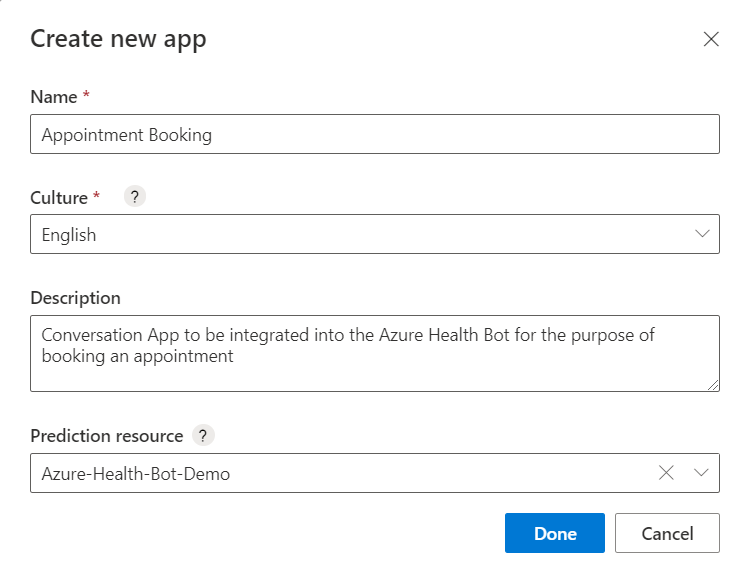 Create new app
Name *
Appointment Booking
Culture * ?
English
Description
Conversation App to be integrated into the Azure Health Bot for the purpose of
booking an appointment
Prediction resource ?
Azure-Health-Bot-Demo
Done Cancel